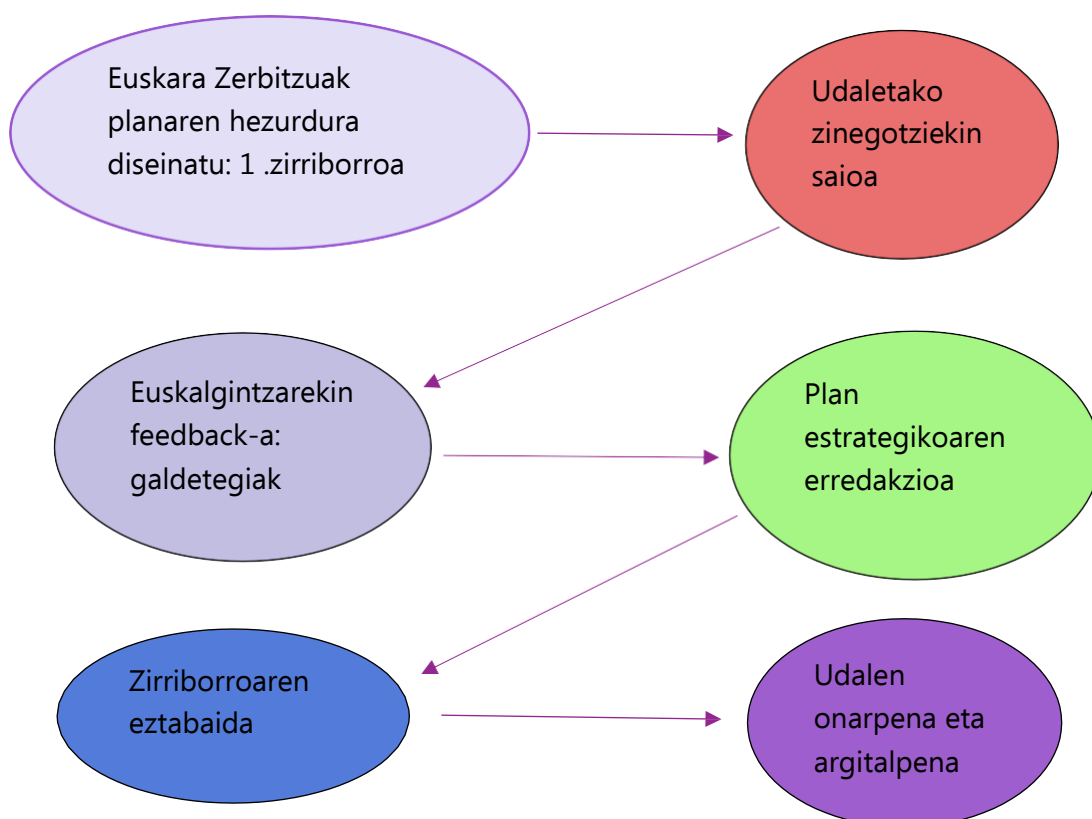 Euskara Zerbitzuak
planaren hezurdura
diseinatu: 1 .zirriborroa
Udaletako
zinegotziekin
saioa
Euskalgintzarekin
feedback-a:
galdetegiak
Plan
estrategikoaren
erredakzioa
Zirriborroaren
eztabaida
Udalen
onarpena eta
argitalpena